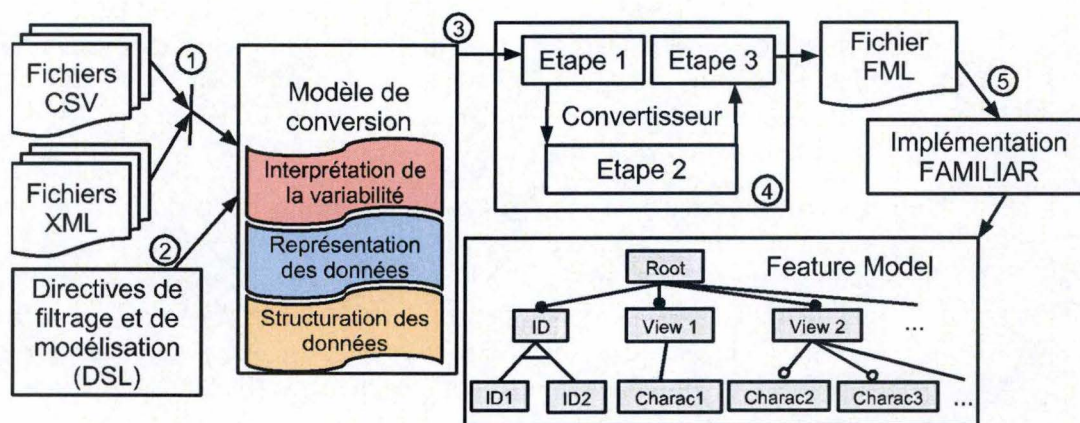 Fichiers
CSV
Fichiers
XML
1
2
Directives de
filtrage et de
modélisation
(DSL)
Modèle de
conversion
Interprétation de
la variabilité
Représentation
des données
Structuration des
données
3
Etape 1
Etape 3
Convertisseur
Etape 2
4
Fichier
FML
5
Implémentation
FAMILIAR
Feature Model
Root
ID
View 1
View 2
...
ID1
ID2
Charac1
Charac2
Charac3
...